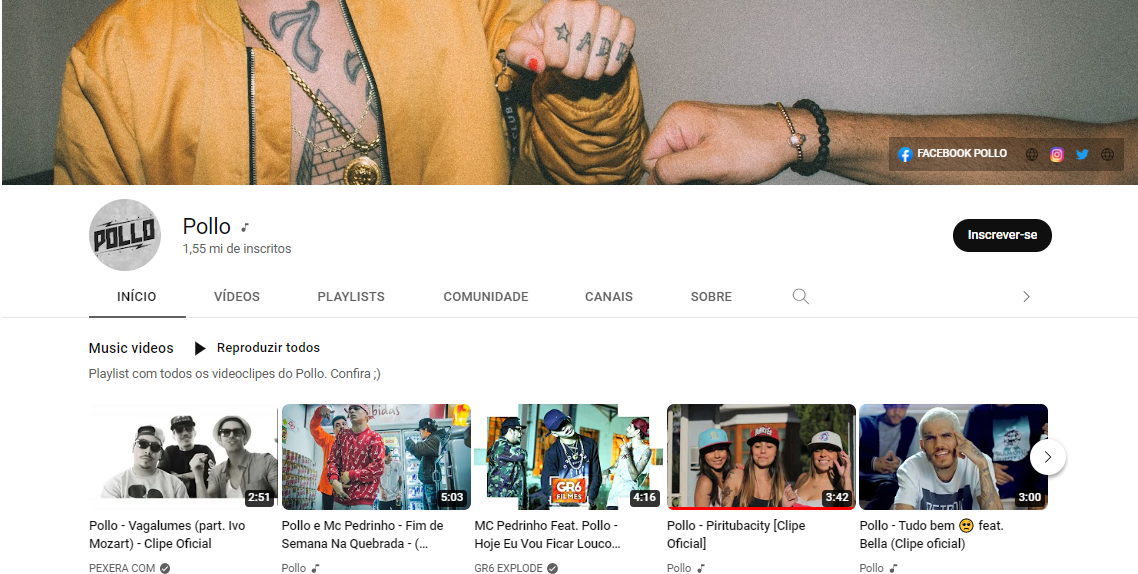 FACEBOOK POLLO
POLLO
Pollo
1,55 mi de inscritos
Inscrever-se
INÍCIO VÍDEOS PLAYLISTS COMUNIDADE CANAIS SOBRE
Music videos Reproduzir todos
Playlist com todos os videoclipes do Pollo. Confira ;)
2:51
5:03
GR6
FILMES
4:16
3:42
3:00
Pollo - Vagalumes (part. Ivo
Mozart) - Clipe Oficial
PEXERA COM
Pollo e Mc Pedrinho - Fim de
Semana Na Quebrada - (...
Pollo
MC Pedrinho Feat. Pollo -
Hoje Eu Vou Ficar Louco...
GR6 EXPLODE
Pollo - Piritubacity [Clipe
Oficial]
Pollo
Pollo - Tudo bem 🥺 feat.
Bella (Clipe oficial)
Pollo